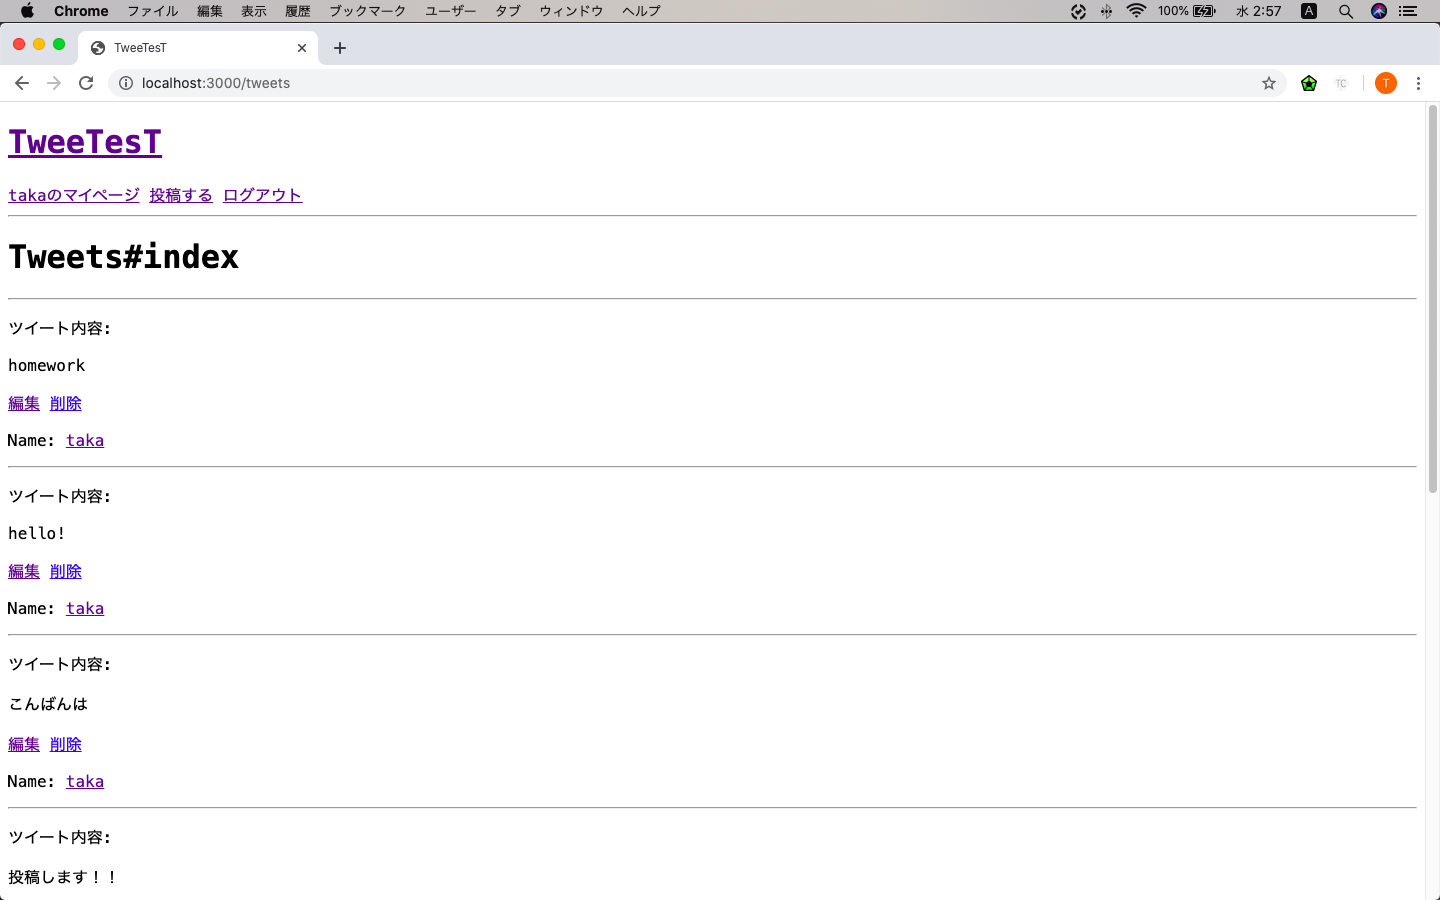 Chrome ファイル 編集 表示 履歴 ブックマーク ユーザー タブ ウィンドウ ヘルプ 100% 水 2:57 A
TweeTesT
localhost:3000/tweets TC T
TweeTesT
takaのマイページ 投稿する ログアウト
Tweets#index
ツイート内容:
homework
編集 削除
Name: taka
ツイート内容:
hello!
編集 削除
Name: taka
ツイート内容:
こんばんは
編集 削除
Name: taka
ツイート内容:
投稿します！！